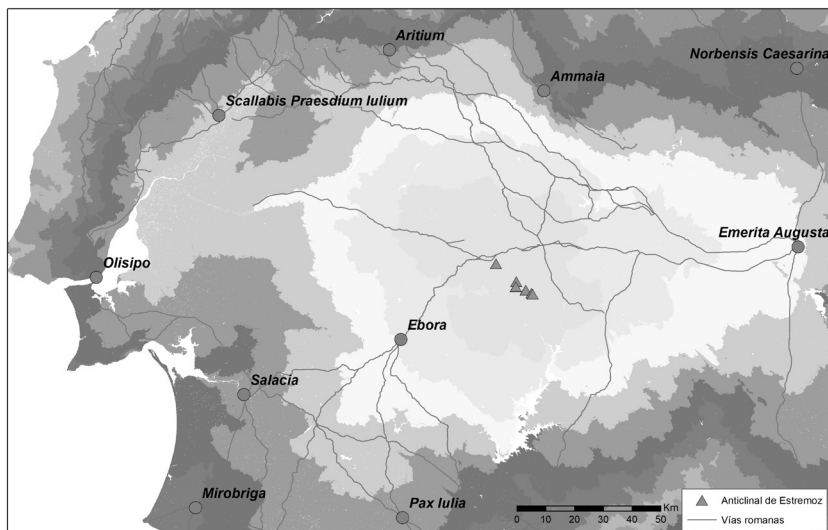 Aritium
Norbensis Caesarina
Ammaia
Scallabis Praesdium Iulium
Emerita Augusta
Olisipo
Ebora
Salacia
Mirobriga
Pax Iulia
Km
0 10 20 30 40 50
Anticlinal de Estremoz
Vías romanas